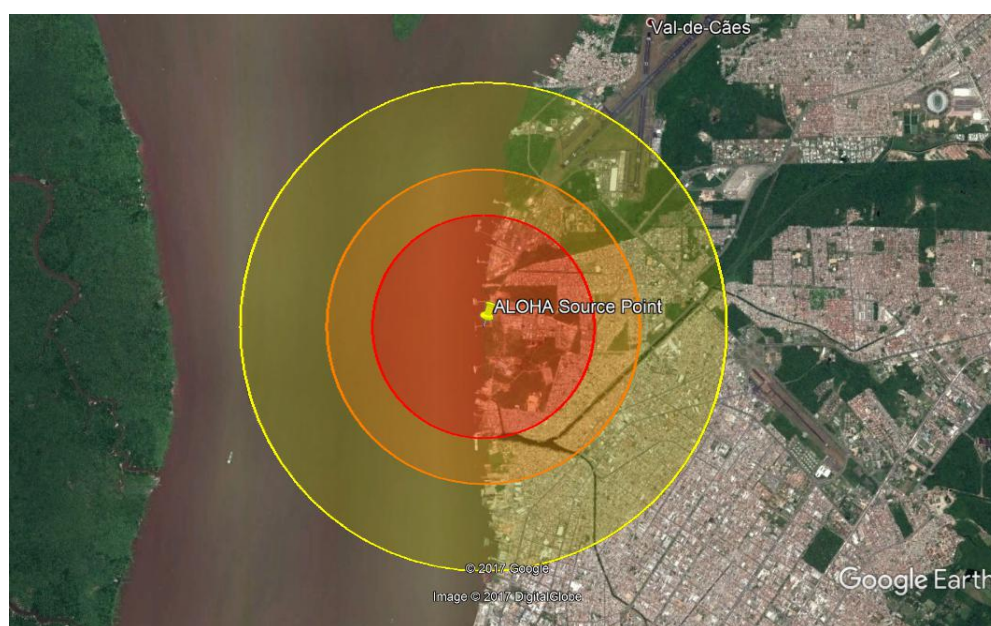 Val-de-Cães
ALOHA Source Point
© 2017 Google
Image © 2017 DigitalGlobe
Google Earth